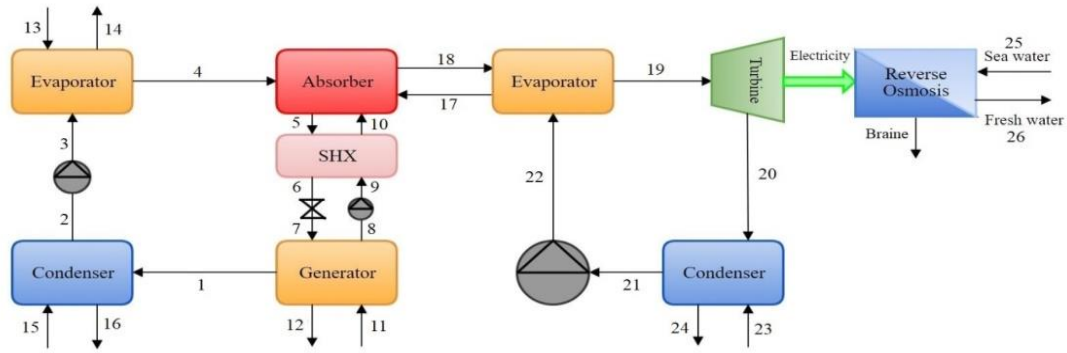 13
14
25
Sea water
Evaporator
4
Absorber
18
17
Evaporator
19
Turbine
Electricity
Reverse
Osmosis
Fresh water
26
Braine
3
5
10
SHX
6
9
7
8
22
20
2
Condenser
1
Generator
21
Condenser
15
16
12
11
24
23